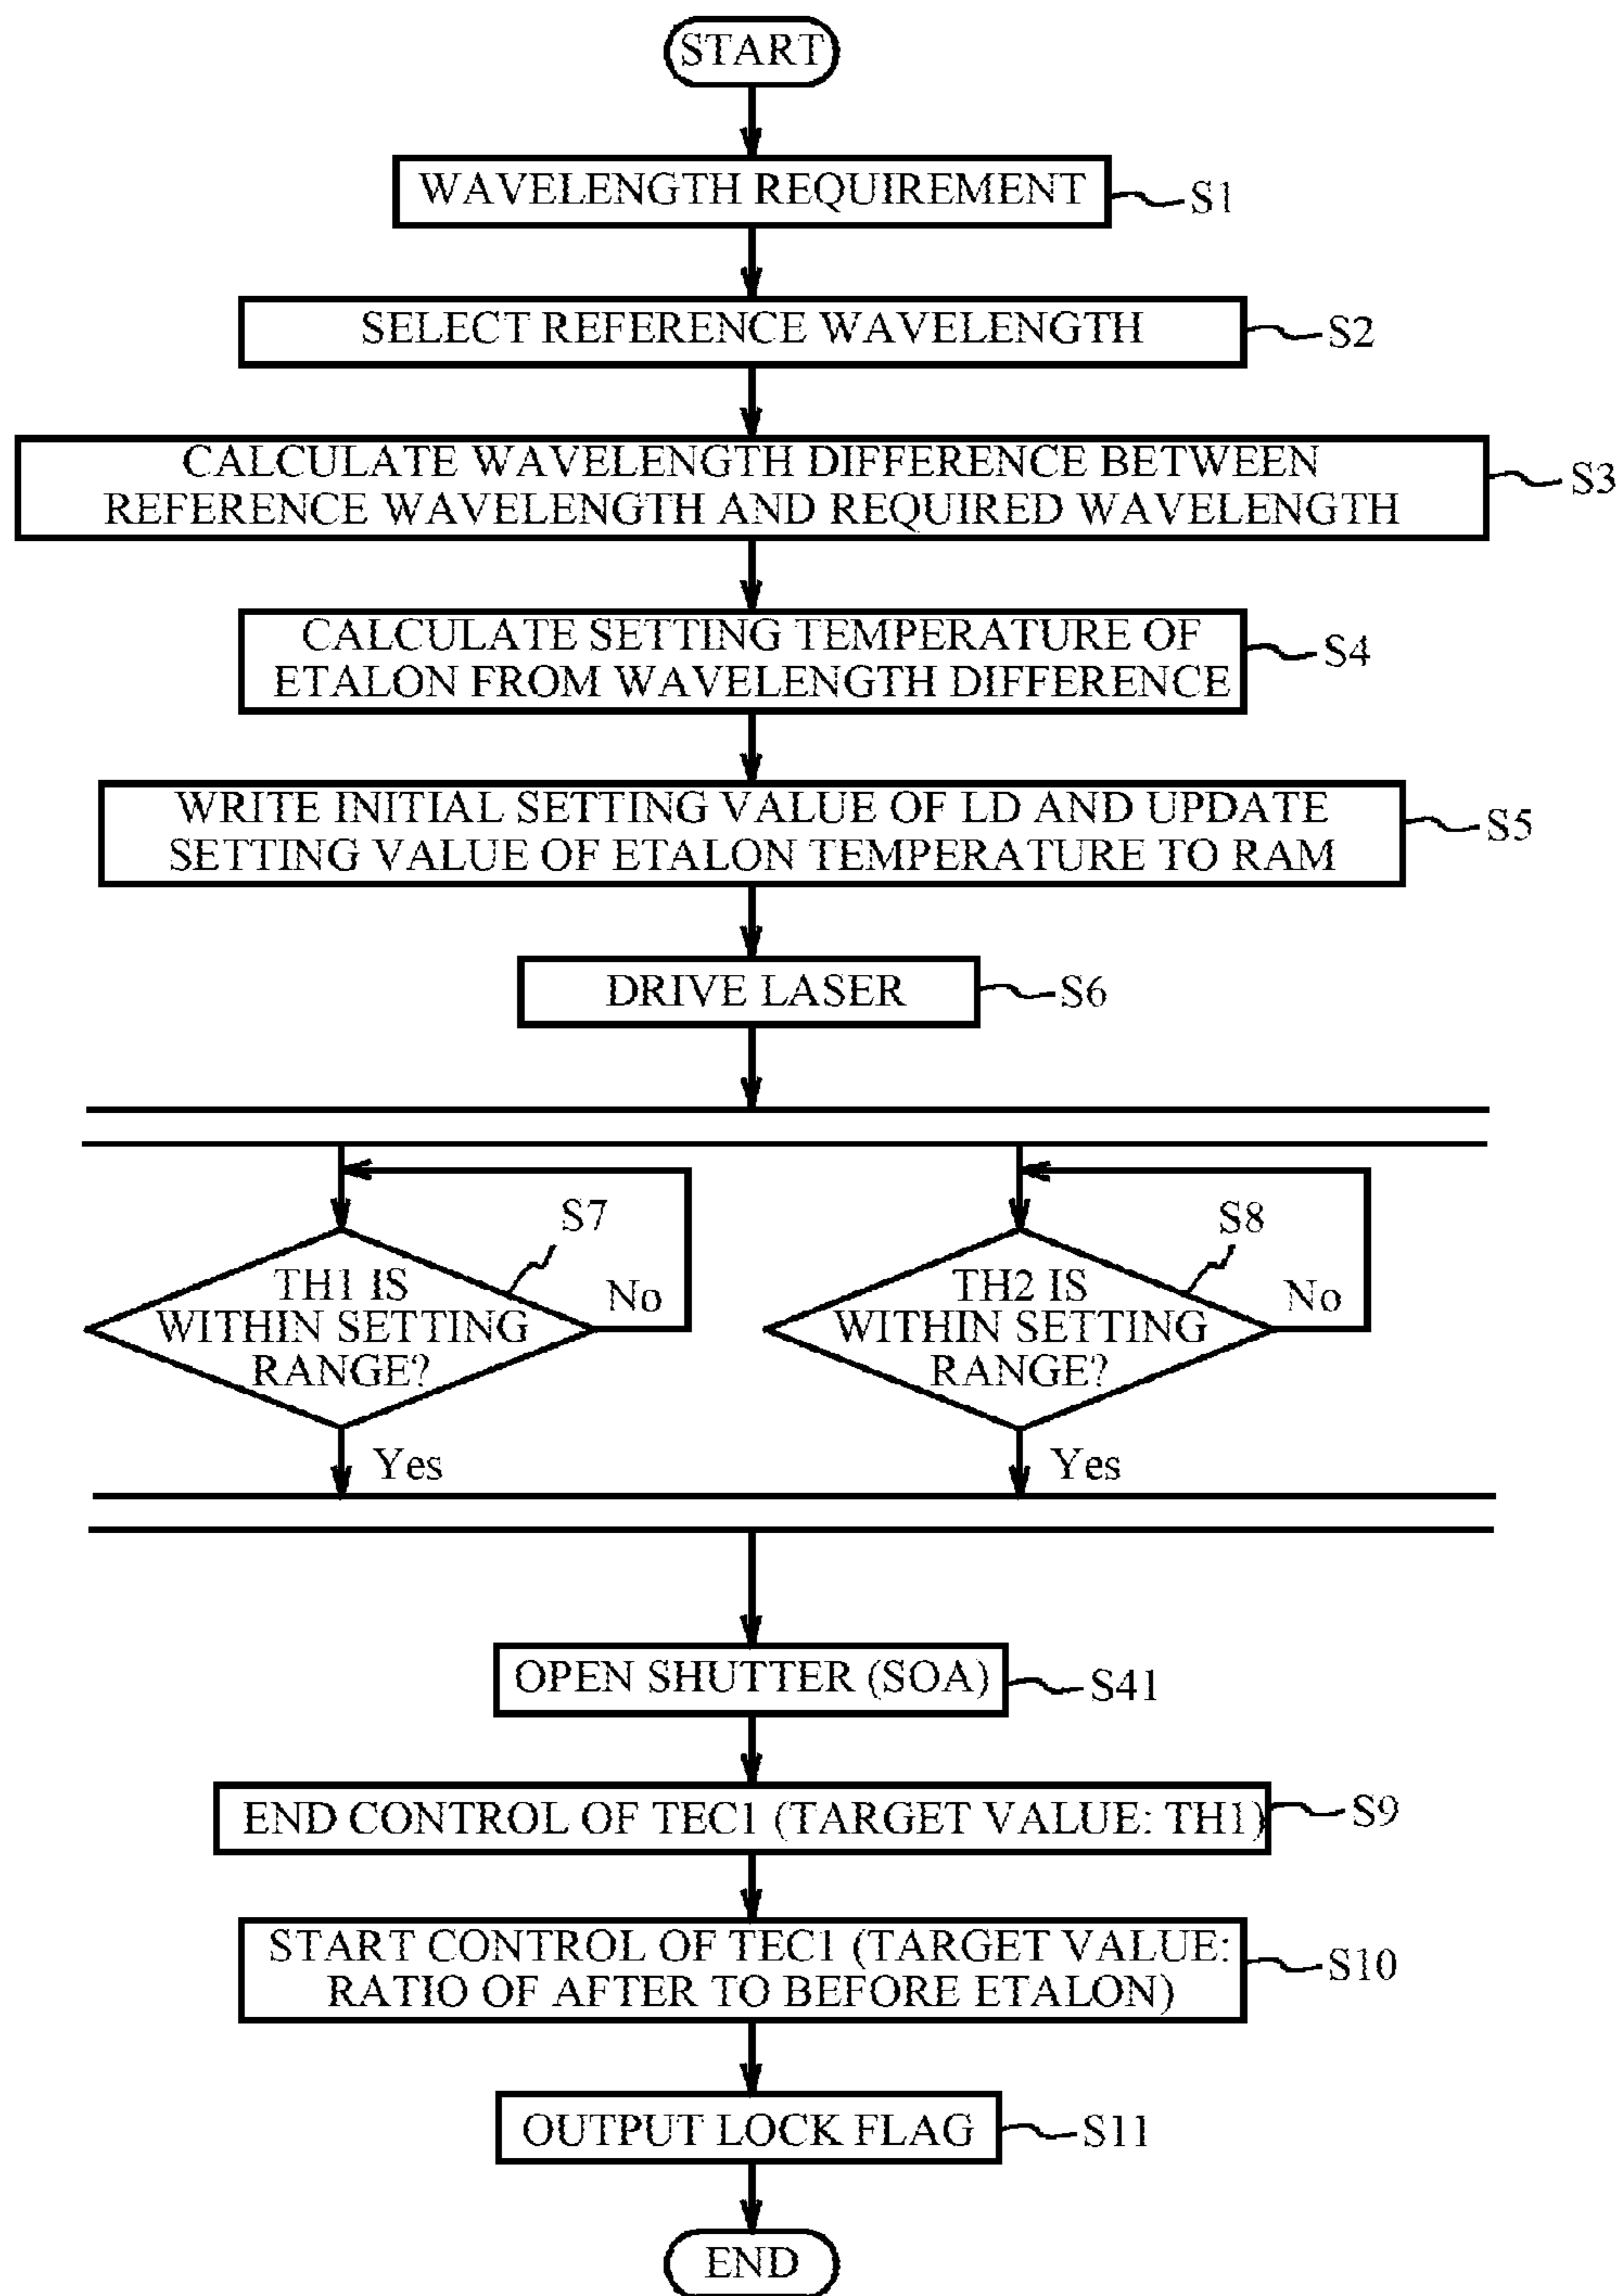 START
WAVELENGTH REQUIREMENT
S1
SELECT REFERENCE WAVELENGTH
S2
CALCULATE WAVELENGTH DIFFERENCE BETWEEN
REFERENCE WAVELENGTH AND REQUIRED WAVELENGTH
S3
CALCULATE SETTING TEMPERATURE OF
ETALON FROM WAVELENGTH DIFFERENCE
S4
WRITE INITIAL SETTING VALUE OF LD AND UPDATE
SETTING VALUE OF ETALON TEMPERATURE TO RAM
S5
DRIVE LASER
S6
S7
TH1 IS
WITHIN SETTING
RANGE?
No
Yes
S8
TH2 IS
WITHIN SETTING
RANGE?
No
Yes
OPEN SHUTTER (SOA)
S41
END CONTROL OF TEC1 (TARGET VALUE: TH1)
S9
START CONTROL OF TEC1 (TARGET VALUE:
RATIO OF AFTER TO BEFORE ETALON)
S10
OUTPUT LOCK FLAG
S11
END